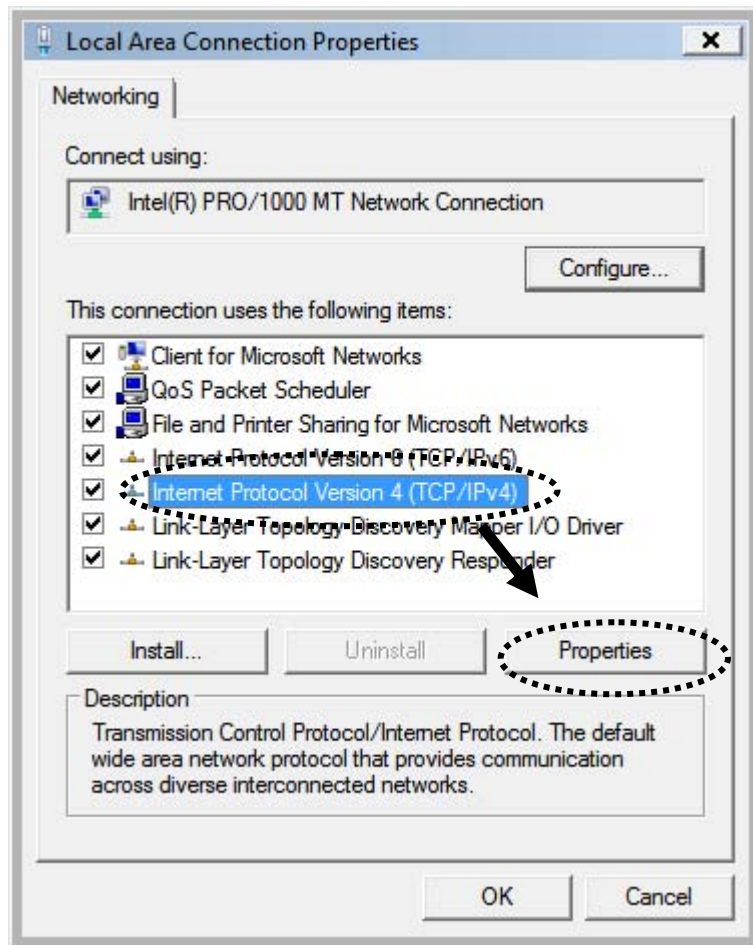 Local Area Connection Properties
Networking
Connect using:
Intel(R) PRO/1000 MT Network Connection
Configure...
This connection uses the following items:
Client for Microsoft Networks
QoS Packet Scheduler
File and Printer Sharing for Microsoft Networks
Internet Protocol Version 6 (TCP/IPv6)
Internet Protocol Version 4 (TCP/IPv4)
Link-Layer Topology Discovery Mapper I/O Driver
Link-Layer Topology Discovery Responder
Install...
Uninstall
Properties
Description
Transmission Control Protocol/Internet Protocol. The default
wide area network protocol that provides communication
across diverse interconnected networks.
OK
Cancel